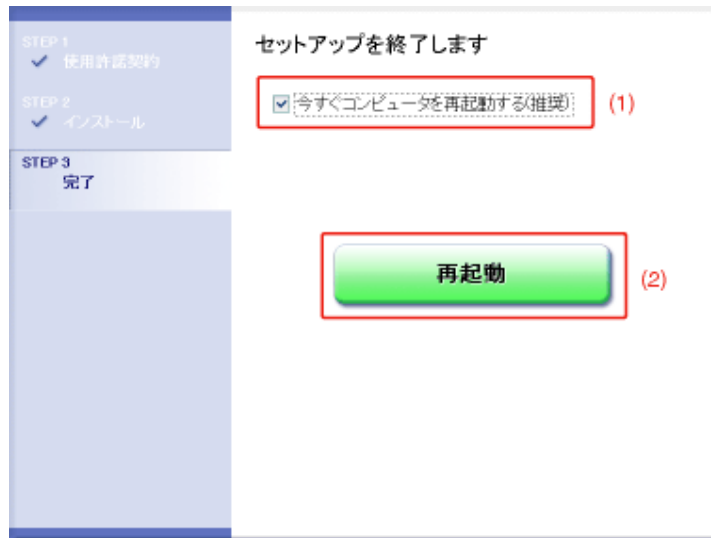 STEP 1
使用許諾契約
STEP 2
インストール
STEP 3
完了
セットアップを終了します
今すぐコンピュータを再起動する(推奨)
(1)
再起動
(2)